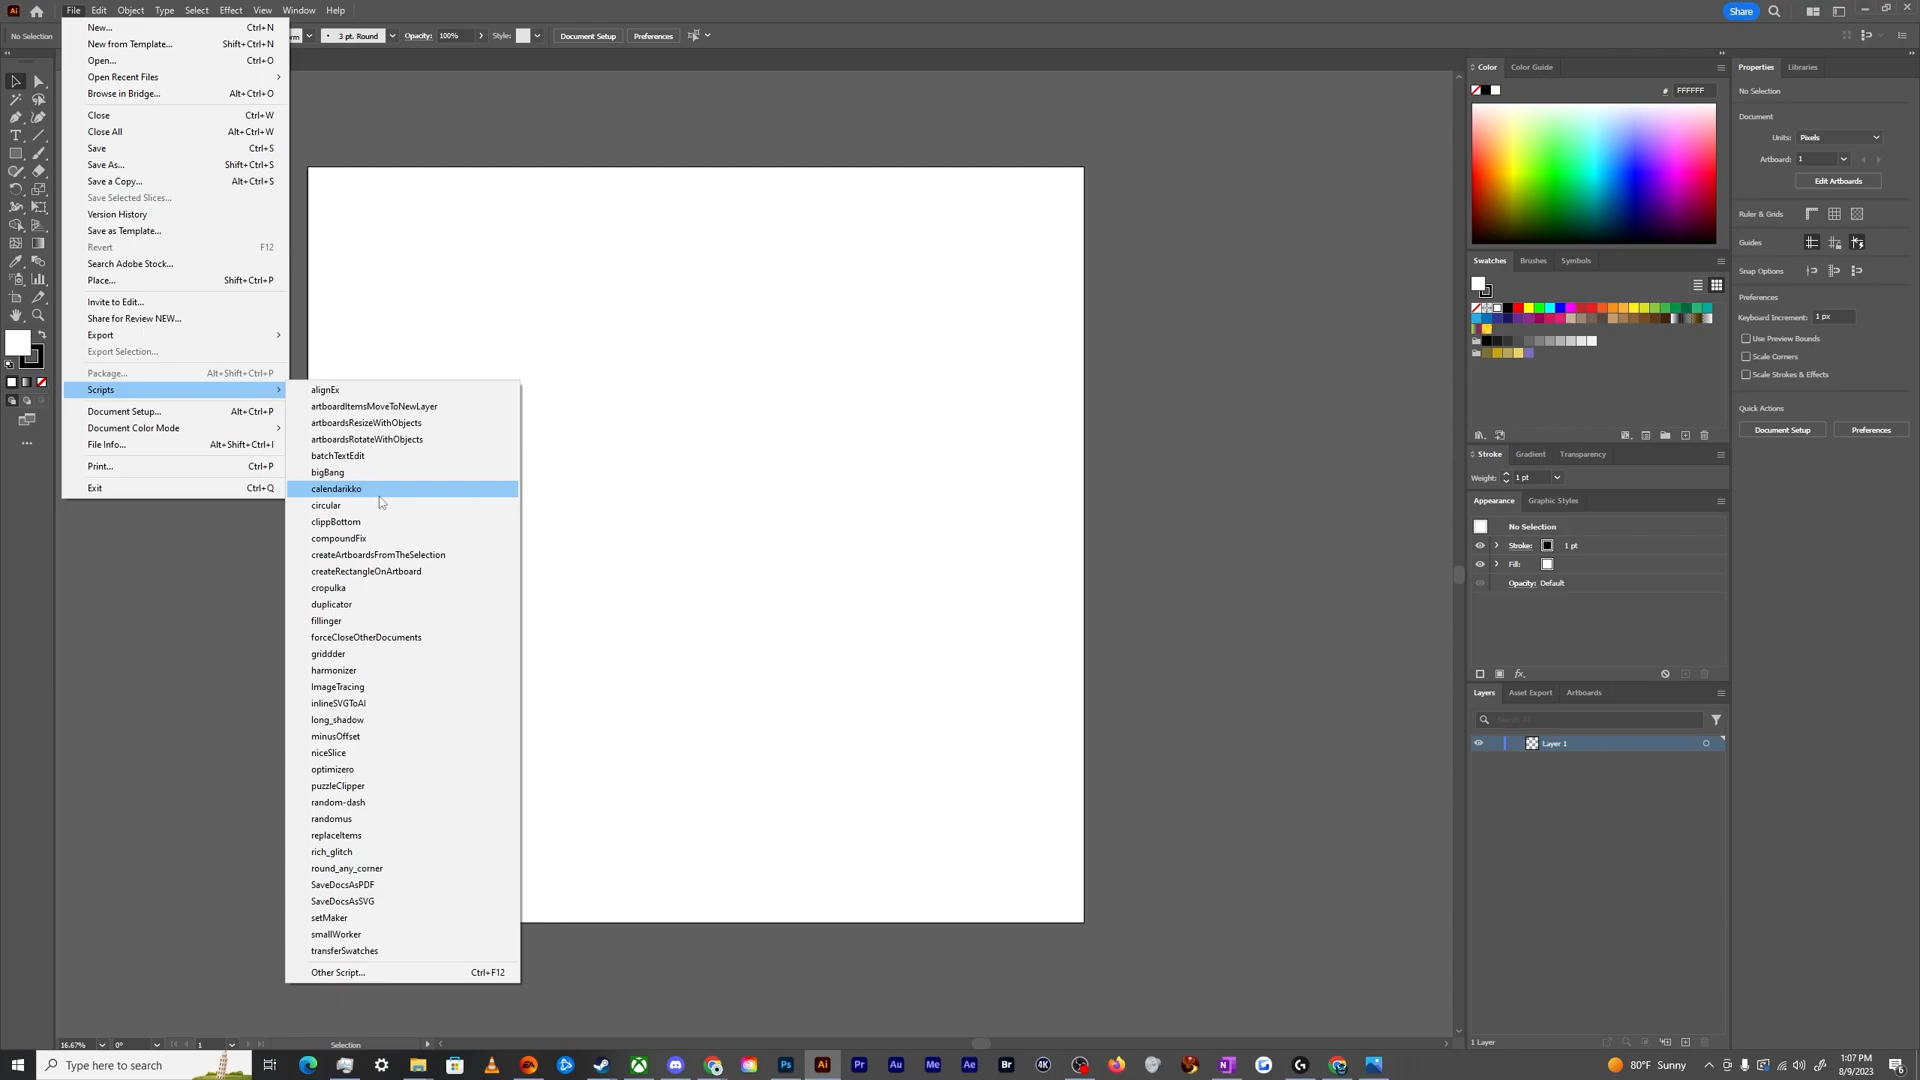 File Edit Object Type Select Effect View Window Help
Share
No Selection
3 pt. Round
Opacity: 100%
Style:
Document Setup
Preferences
New... Ctrl+N
New from Template... Shift+Ctrl+N
Open... Ctrl+O
Open Recent Files
Browse in Bridge... Alt+Ctrl+O
Close Ctrl+W
Close All Alt+Ctrl+W
Save Ctrl+S
Save As... Shift+Ctrl+S
Save a Copy... Alt+Ctrl+S
Save Selected Slices...
Version History
Save as Template...
Revert F12
Search Adobe Stock...
Place... Shift+Ctrl+P
Invite to Edit...
Share for Review NEW...
Export
Export Selection...
Package... Alt+Shift+Ctrl+P
Scripts
Document Setup... Alt+Ctrl+P
Document Color Mode
File Info... Alt+Shift+Ctrl+I
Print... Ctrl+P
Exit Ctrl+Q
alignEx
artboardItemsMoveToNewLayer
artboardsResizeWithObjects
artboardsRotateWithObjects
batchTextEdit
bigBang
calendarikko
circular
clippBottom
compoundFix
createArtboardsFromTheSelection
createRectangleOnArtboard
cropulka
duplicator
fillinger
forceCloseOtherDocuments
griddder
harmonizer
ImageTracing
inlineSVGToAI
long_shadow
minusOffset
niceSlice
optimizero
puzzleClipper
random-dash
randomus
replaceItems
rich_glitch
round_any_corner
SaveDocsAsPDF
SaveDocsAsSVG
setMaker
smallWorker
transferSwatches
Other Script... Ctrl+F12
Color Color Guide
# FFFFFF
Swatches Brushes Symbols
Stroke Gradient Transparency
Weight: 1 pt
Appearance Graphic Styles
No Selection
Stroke: 1 pt
Fill:
Opacity: Default
Layers Asset Export Artboards
Search All
Layer 1
1 Layer
Properties Libraries
No Selection
Document
Units: Pixels
Artboard: 1
Edit Artboards
Ruler & Grids
Guides
Snap Options
Preferences
Keyboard Increment: 1 px
Use Preview Bounds
Scale Corners
Scale Strokes & Effects
Quick Actions
Document Setup Preferences
16.67% 0° 1 Selection
Type here to search
80°F Sunny
1:07 PM
8/9/2023